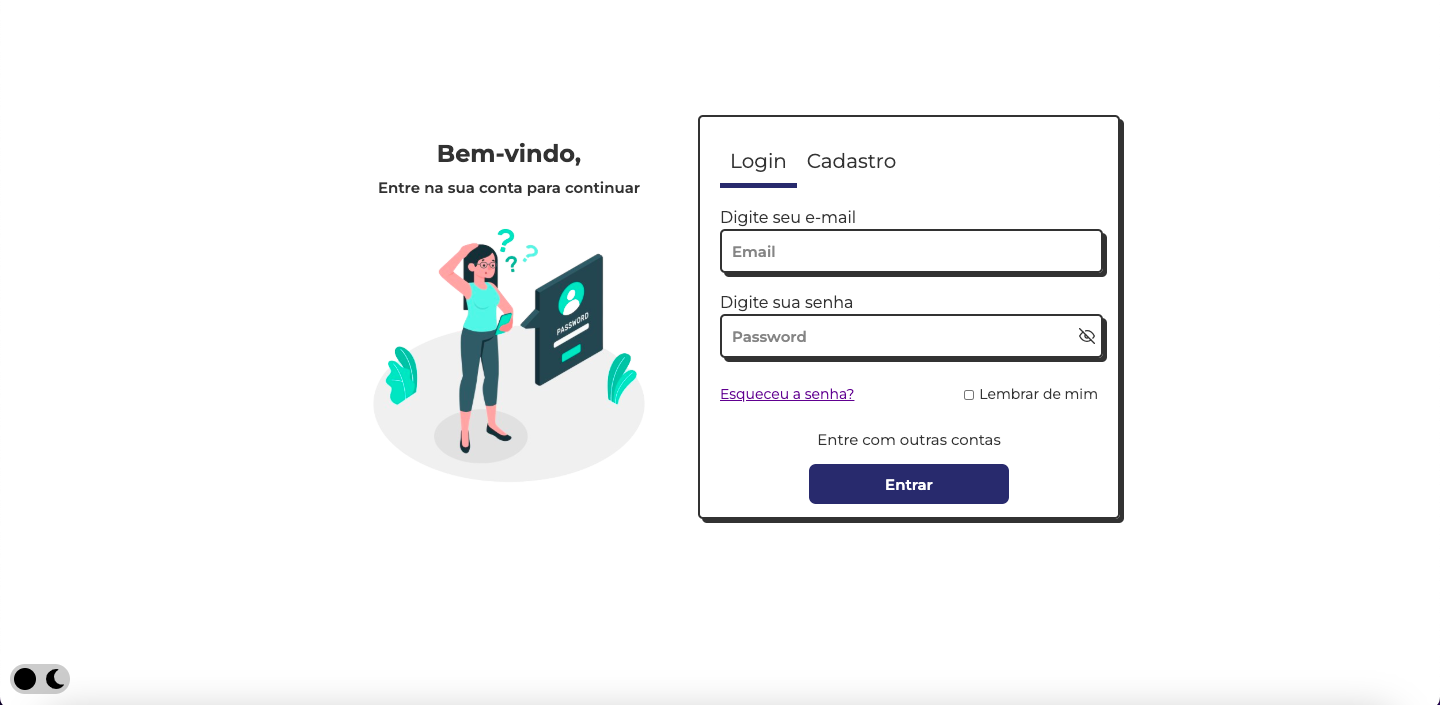 Bem-vindo,
Entre na sua conta para continuar
? ? ?
PASSWORD
Login Cadastro
Digite seu e-mail
Email
Digite sua senha
Password
Esqueceu a senha? Lembrar de mim
Entre com outras contas
Entrar